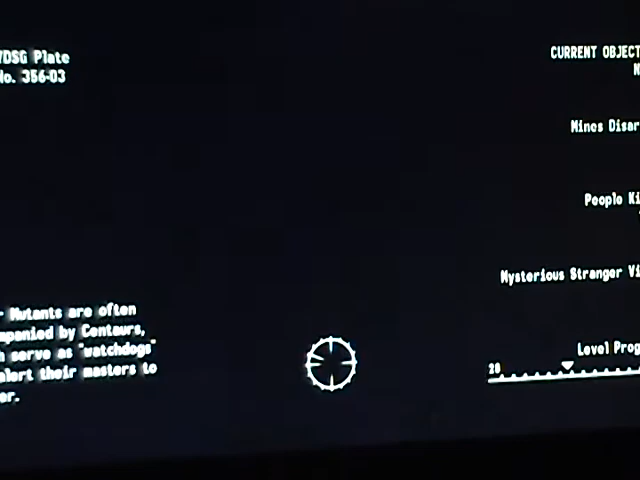 VDSG Plate
No. 356-03
CURRENT OBJECT
Mines Disar
People Ki
Mysterious Stranger Vi
Level Prog
20
r Mutants are often
mpanied by Centaurs,
h serve as "watchdogs"
alert their masters to
er.